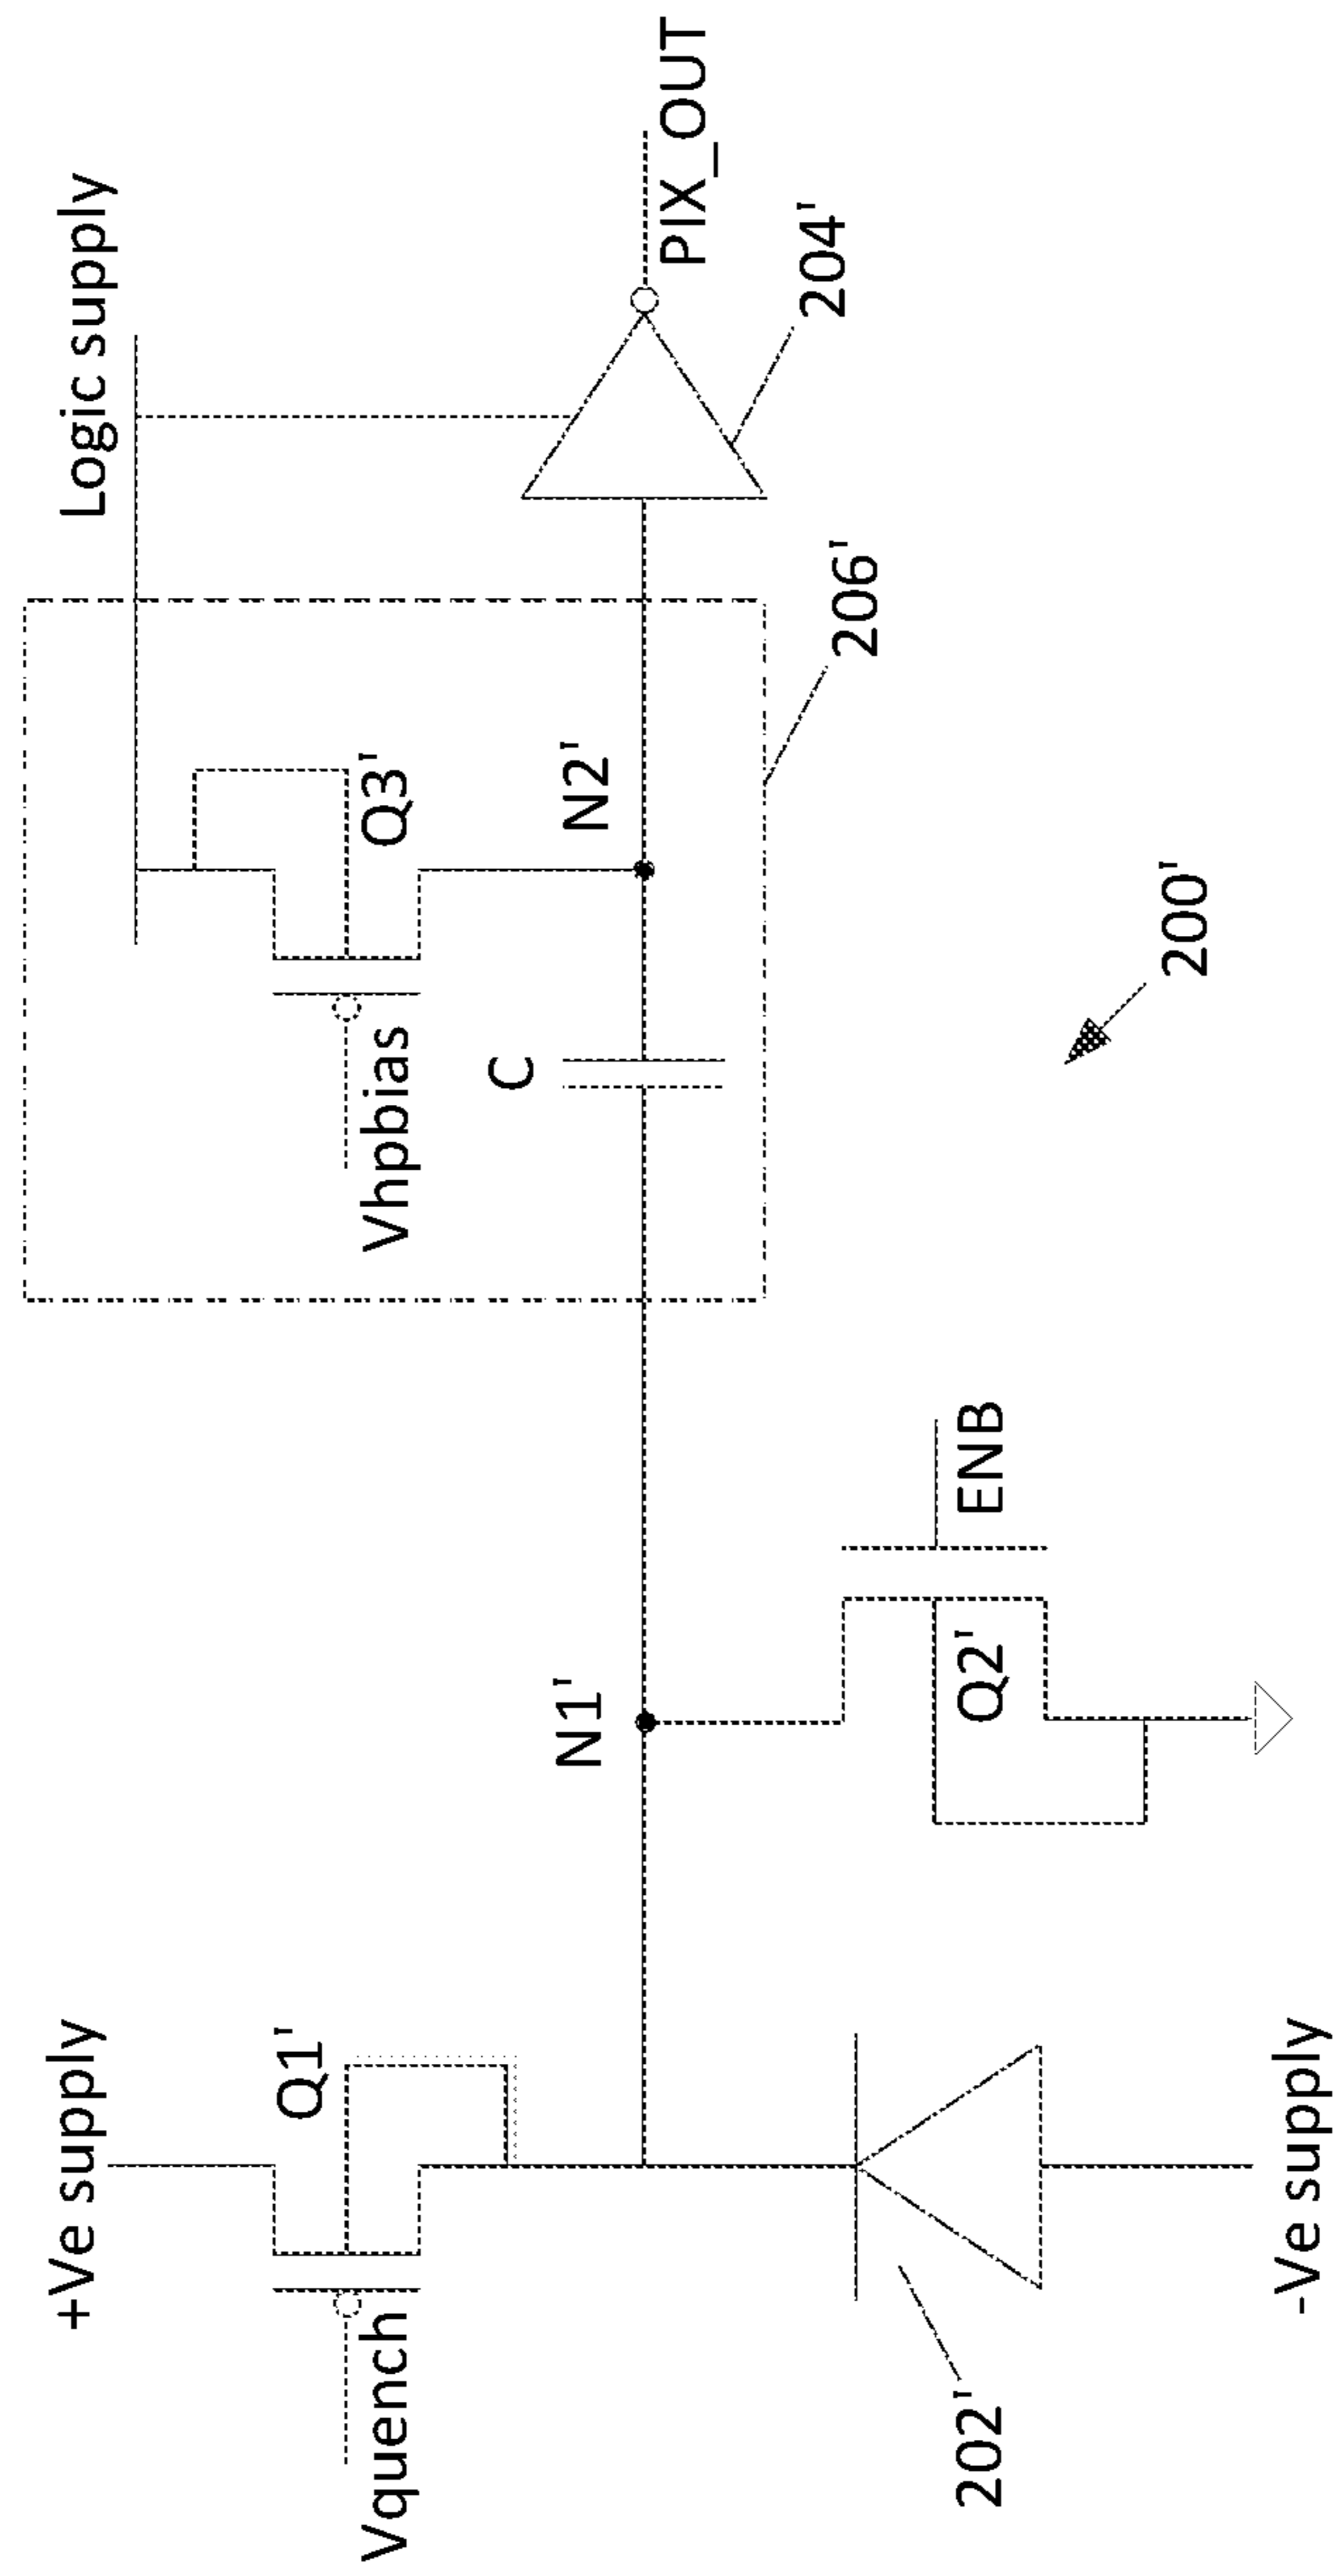 +Ve supply
Logic supply
Q1'
Vquench
Q3'
Vhpbias
C
N1'
N2'
PIX_OUT
204'
206'
202'
Q2'
ENB
200'
-Ve supply